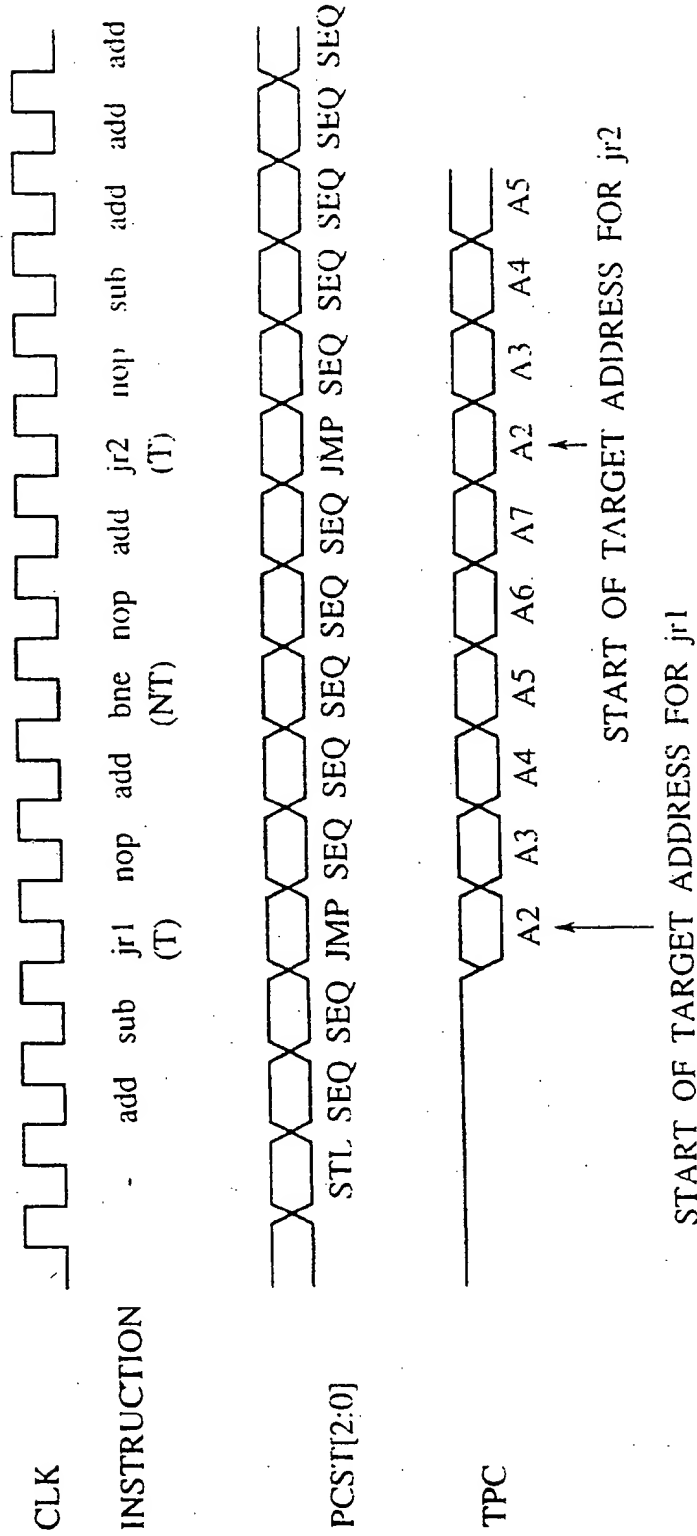 CLK
INSTRUCTION - add sub jr1 nop add bne nop add jr2 nop sub add add add
(T) (NT) (T)
PCST[2:0]
STL SEQ SEQ JMP SEQ SEQ SEQ SEQ SEQ JMP SEQ SEQ SEQ SEQ SEQ
TPC
A2 A3 A4 A5 A6 A7 A2 A3 A4 A5
START OF TARGET ADDRESS FOR jr2
START OF TARGET ADDRESS FOR jr1